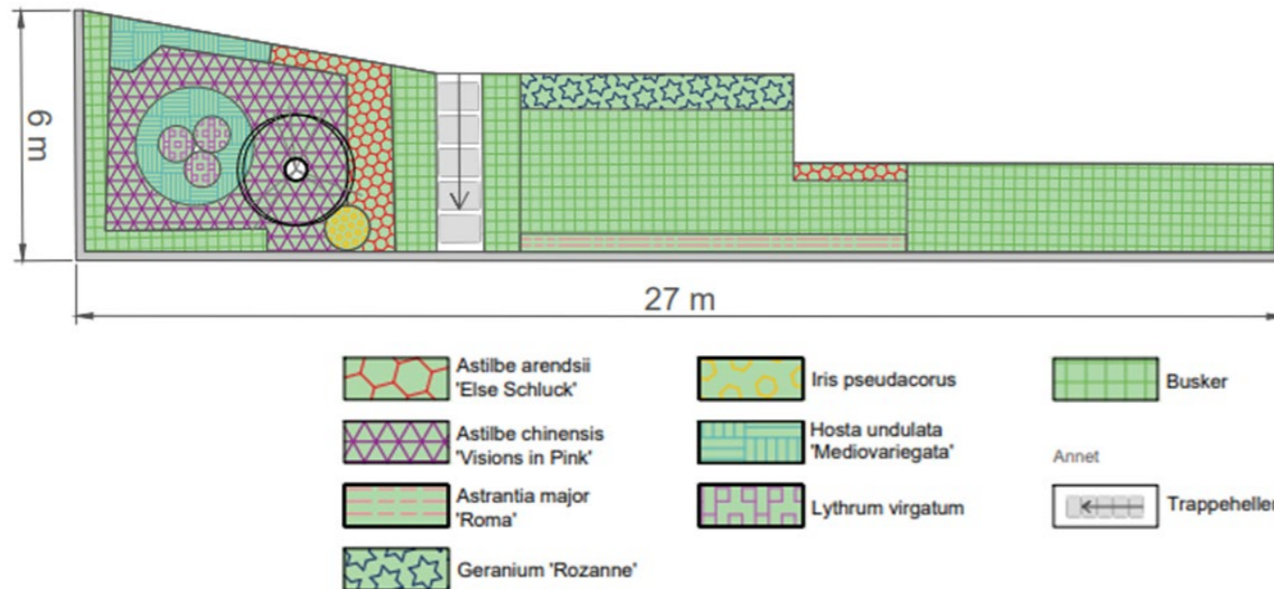 6 m
27 m
Astilbe arendsii
'Else Schluck'
Astilbe chinensis
'Visions in Pink'
Astrantia major
'Roma'
Geranium 'Rozanne'
Iris pseudacorus
Hosta undulata
'Mediovariegata'
Lythrum virgatum
Busker
Annet
Trappeheller